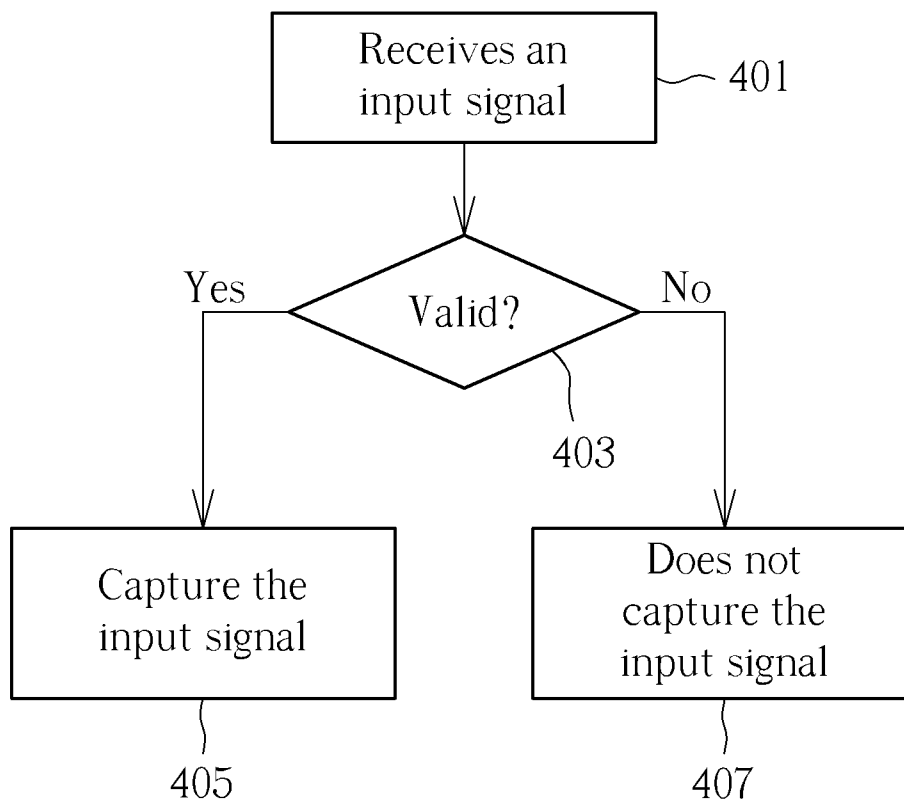 Receives an
input signal
401
Yes
Valid?
No
403
Capture the
input signal
Does not
capture the
input signal
405
407